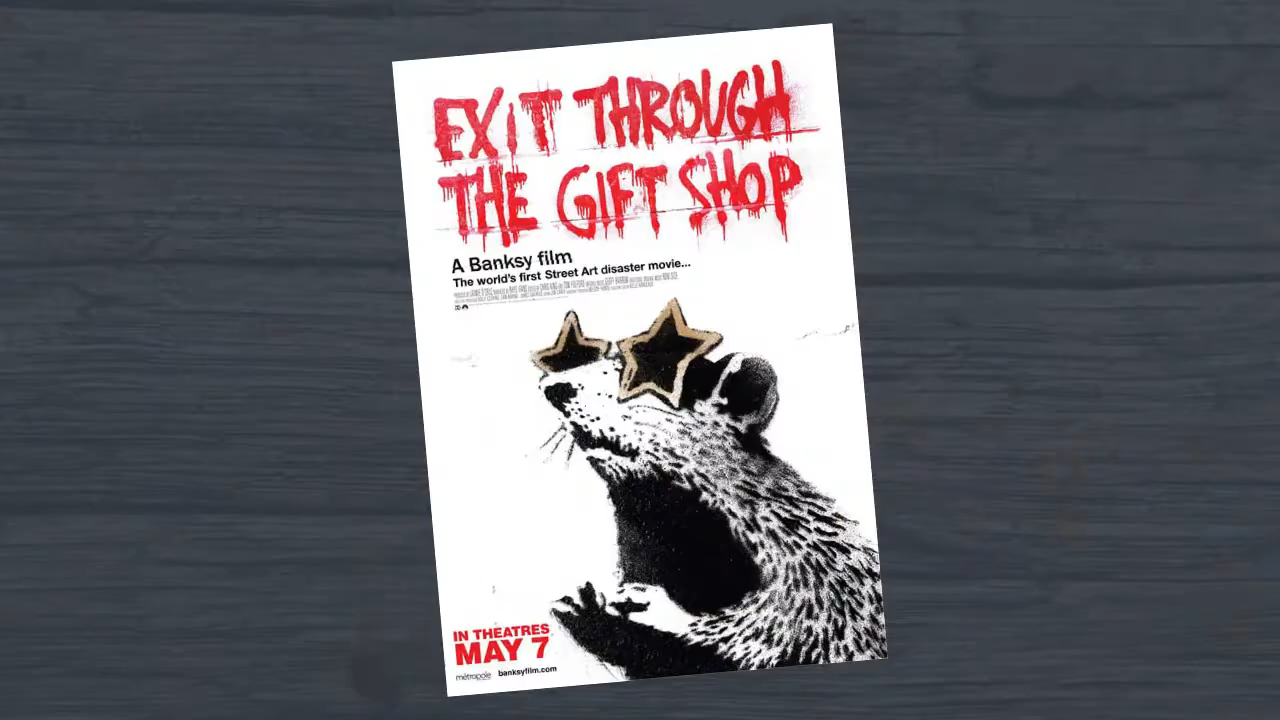 EXiT THROUGH
THE GIFT SHOP
A Banksy film
The world's first Street Art disaster movie...
IN THEATRES
MAY 7
métropole banksyfilm.com